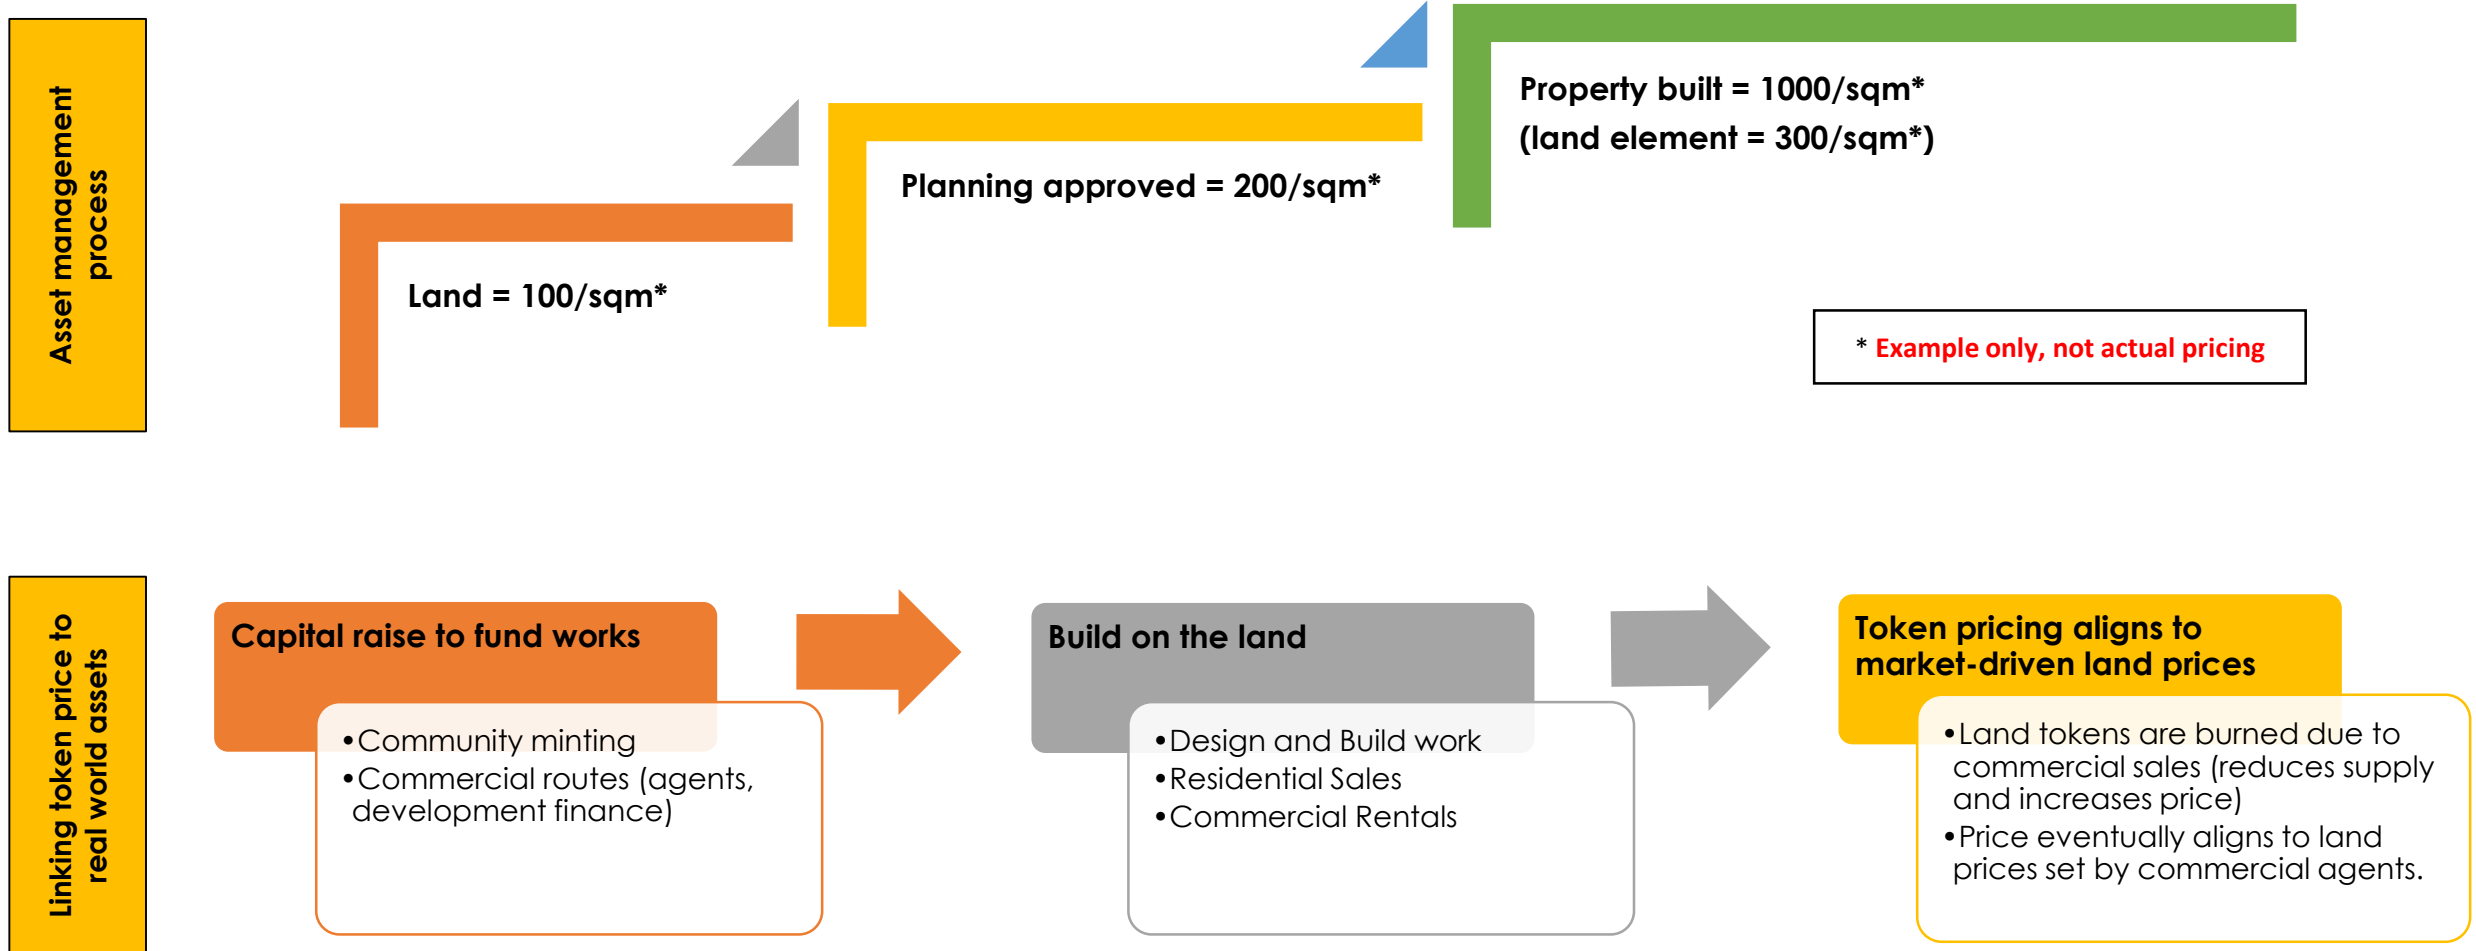 Asset management
process
Land = 100/sqm*
Planning approved = 200/sqm*
Property built = 1000/sqm*
(land element = 300/sqm*)
* Example only, not actual pricing
Linking token price to
real world assets
Capital raise to fund works
•Community minting
•Commercial routes (agents,
development finance)
Build on the land
•Design and Build work
•Residential Sales
•Commercial Rentals
Token pricing aligns to
market-driven land prices
•Land tokens are burned due to
commercial sales (reduces supply
and increases price)
•Price eventually aligns to land
prices set by commercial agents.